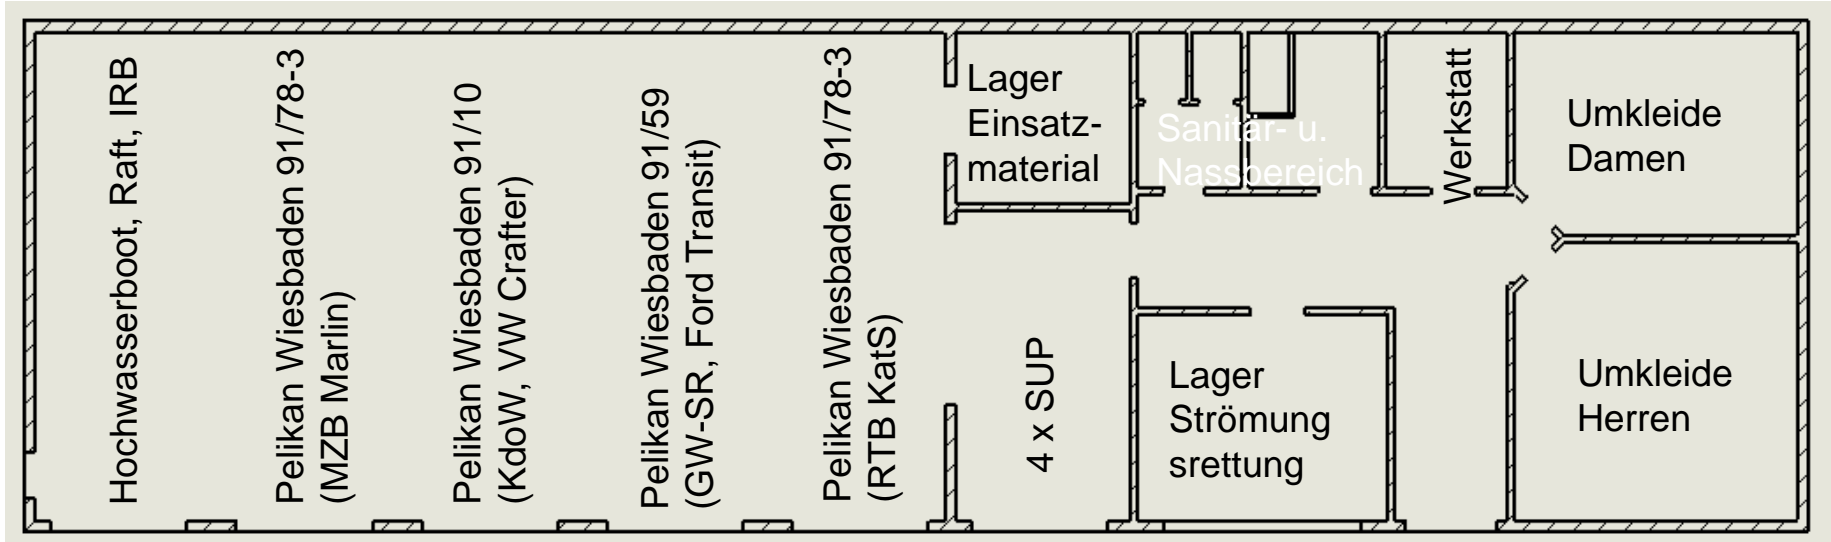 Hochwasserboot, Raft, IRB
Pelikan Wiesbaden 91/78-3
(MZB Marlin)
Pelikan Wiesbaden 91/10
(KdoW, VW Crafter)
Pelikan Wiesbaden 91/59
(GW-SR, Ford Transit)
Pelikan Wiesbaden 91/78-3
(RTB KatS)
Lager
Einsatz-
material
4 x SUP
Sanitär- u.
Nassbereich
Lager
Strömung
srettung
Werkstatt
Umkleide
Damen
Umkleide
Herren